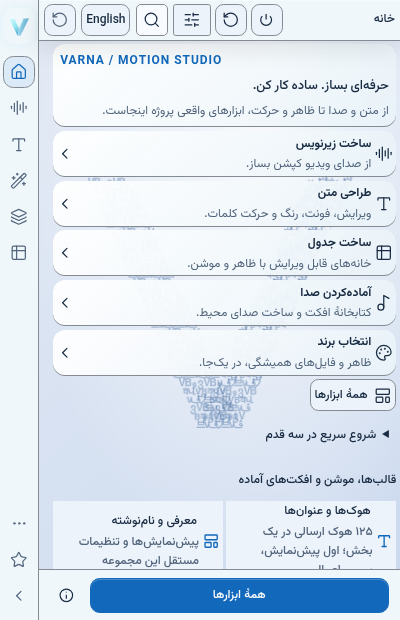 خانه
English
VARNA / MOTION STUDIO
حرفه‌ای بساز. ساده کار کن.
از متن و صدا تا ظاهر و حرکت، ابزارهای واقعی پروژه اینجاست.
ساخت زیرنویس
از صدای ویدیو کپشن بساز.
طراحی متن
ویرایش، فونت، رنگ و حرکت کلمات.
ساخت جدول
خانه‌های قابل ویرایش با ظاهر و موشن.
آماده‌کردن صدا
کتابخانهٔ افکت و ساخت صدای محیط.
انتخاب برند
ظاهر و فایل‌های همیشگی، در یک‌جا.
همهٔ ابزارها
شروع سریع در سه قدم
قالب‌ها، موشن و افکت‌های آماده
هوک‌ها و عنوان‌ها
۱۲۵ هوک ارسالی در یک
بخش؛ اول پیش‌نمایش،
معرفی و نام‌نوشته
پیش‌نمایش‌ها و تنظیمات
مستقل این مجموعه
همهٔ ابزارها